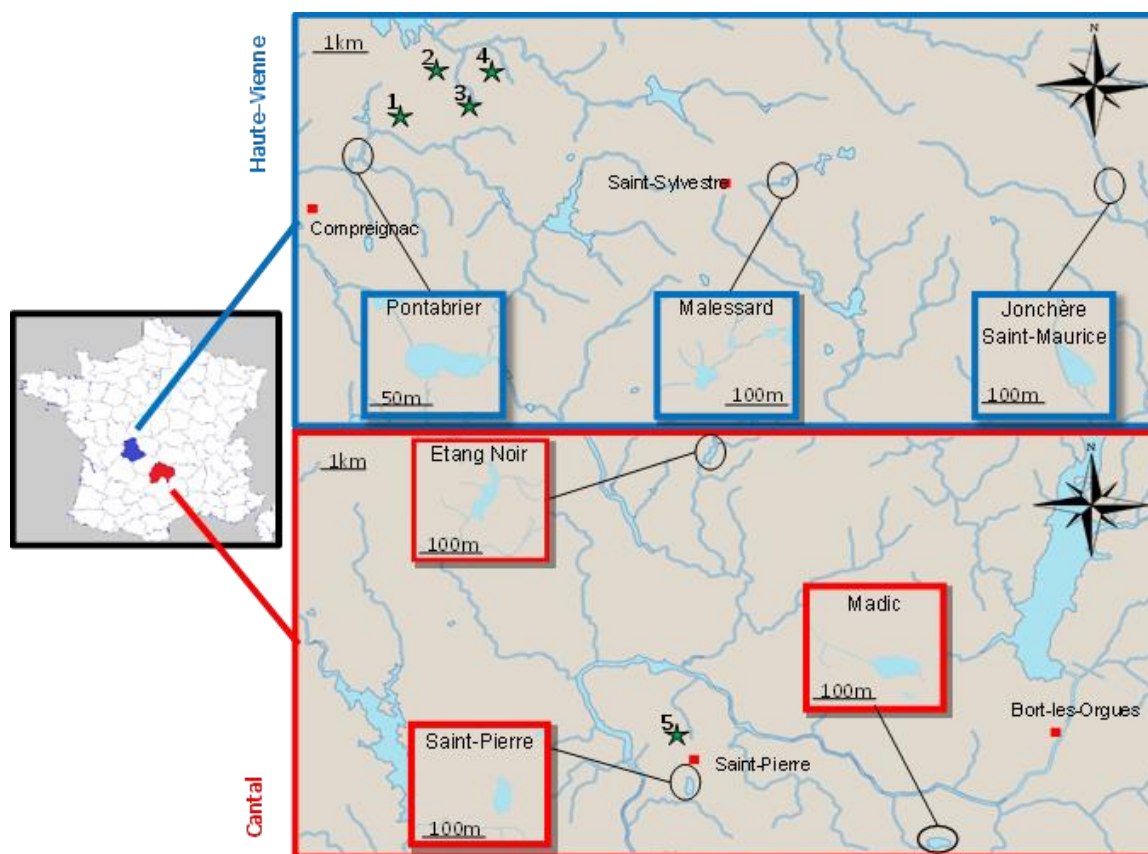 Haute-Vienne
1km
N
2
4
1
3
Saint-Sylvestre
Compreignac
Pontabrier
50m
Malessard
100m
Jonchère
Saint-Maurice
100m
Cantal
1km
N
Etang Noir
100m
Madic
100m
Bort-les-Orgues
5
Saint-Pierre
Saint-Pierre
100m